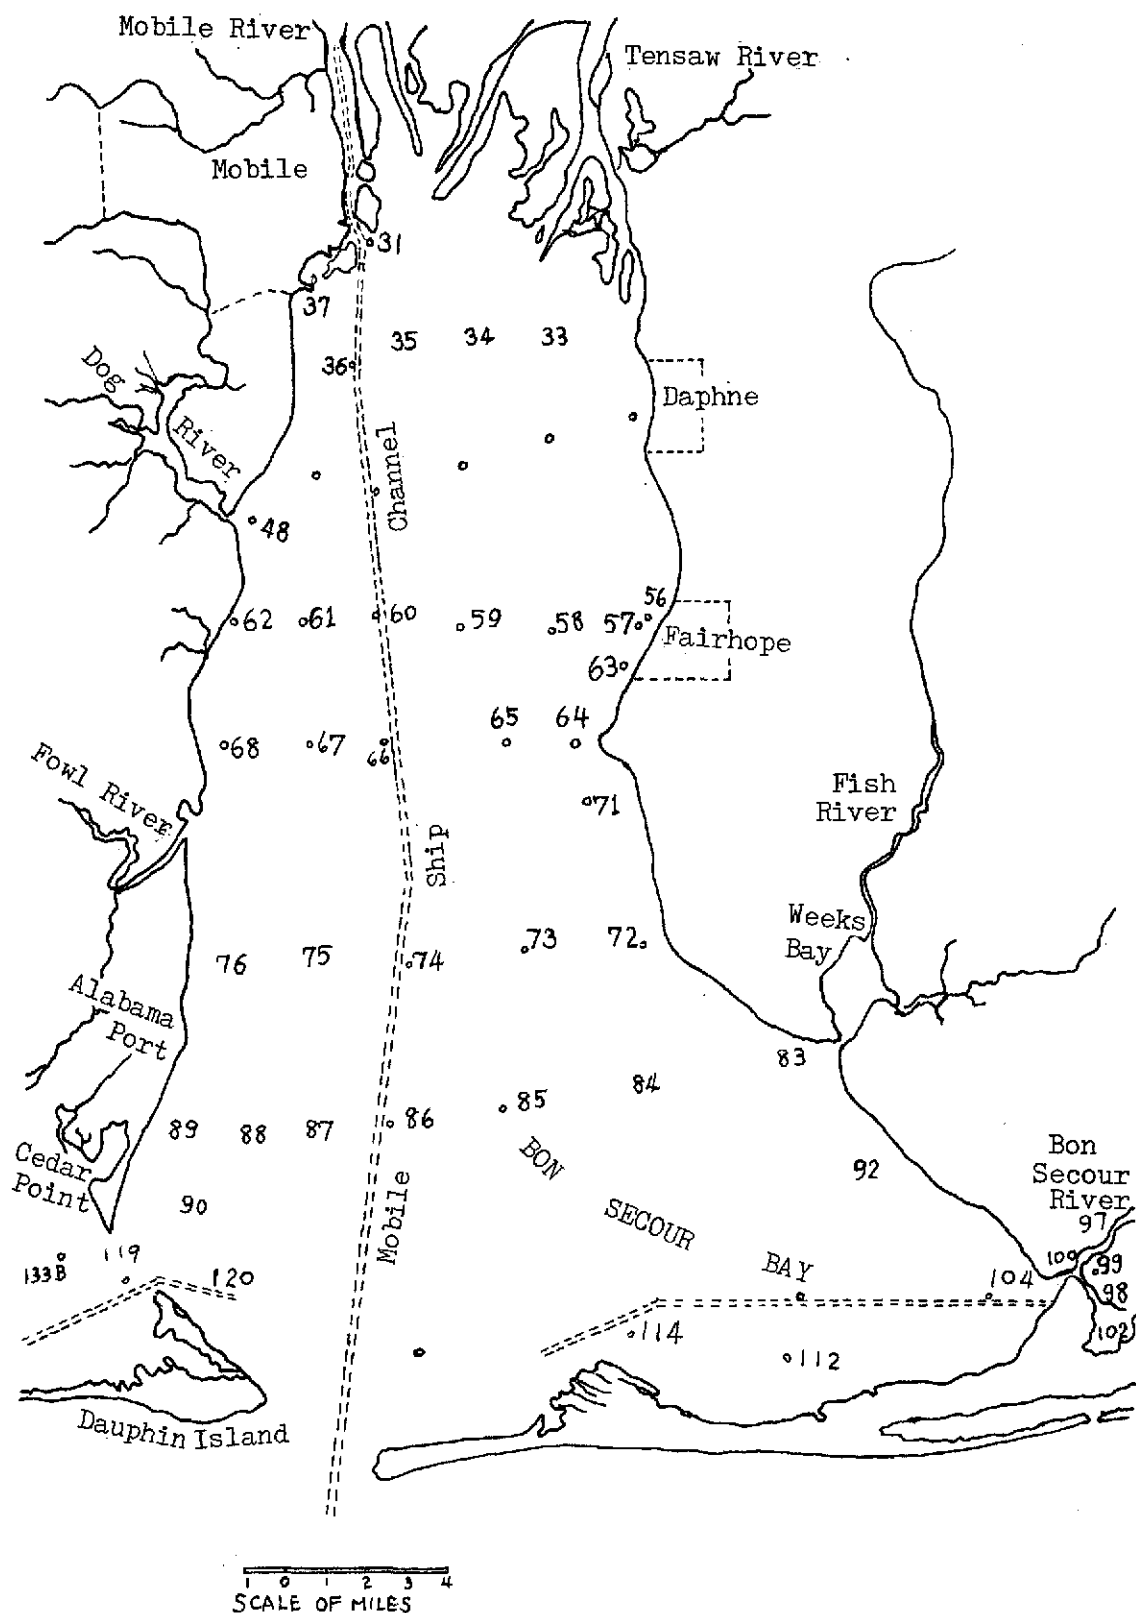 Mobile River
Tensaw River
Mobile
31
37
35
34
33
36
Dog
River
Daphne
Channel
48
56
62
61
60
59
58
57
Fairhope
63
65
64
68
67
66
Fowl River
71
Fish
River
Ship
Weeks
Bay
76
75
74
73
72
Alabama
Port
83
84
85
86
89
88
87
Cedar
Point
BON
SECOUR
BAY
92
Bon
Secour
River
97
90
Mobile
119
133B
120
104
100
99
98
114
102
112
Dauphin Island
1 0 1 2 3 4
SCALE OF MILES